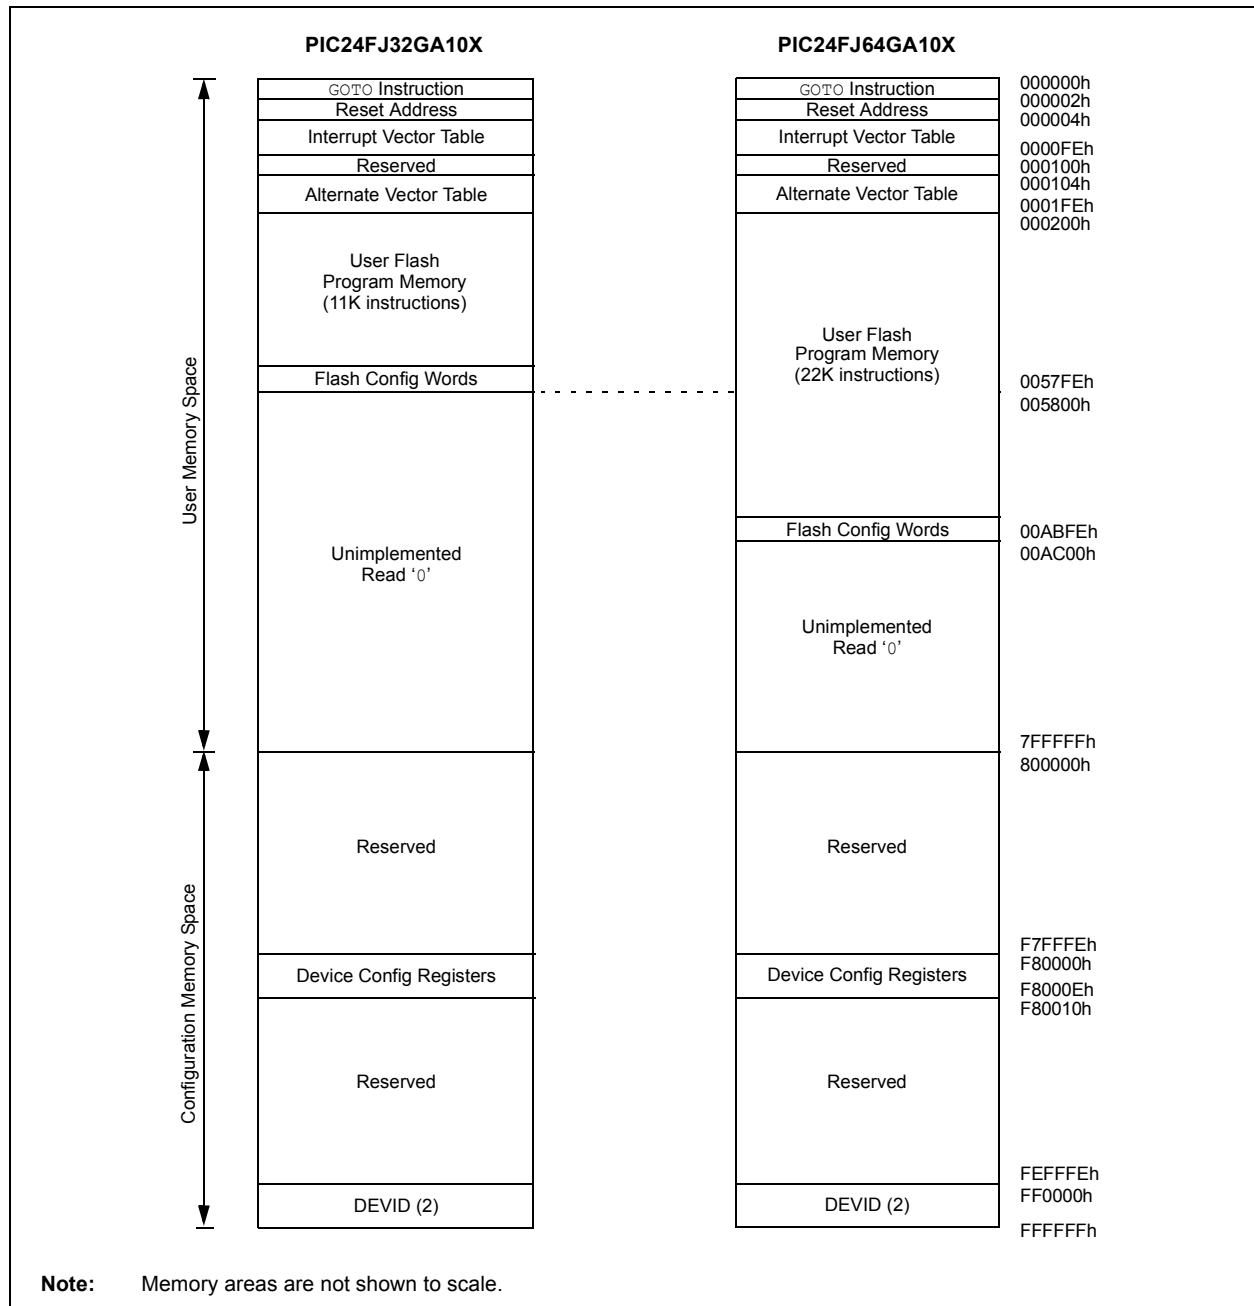 PIC24FJ32GA10X
PIC24FJ64GA10X
GOTO Instruction
Reset Address
Interrupt Vector Table
Reserved
Alternate Vector Table
User Flash
Program Memory
(11K instructions)
Flash Config Words
Unimplemented
Read ‘0’
Reserved
Device Config Registers
Reserved
DEVID (2)
GOTO Instruction
Reset Address
Interrupt Vector Table
Reserved
Alternate Vector Table
User Flash
Program Memory
(22K instructions)
Flash Config Words
Unimplemented
Read ‘0’
Reserved
Device Config Registers
Reserved
DEVID (2)
000000h
000002h
000004h
0000FEh
000100h
000104h
0001FEh
000200h
0057FEh
005800h
00ABFEh
00AC00h
7FFFFFh
800000h
F7FFFEh
F80000h
F8000Eh
F80010h
FEFFFEh
FF0000h
FFFFFFh
User Memory Space
Configuration Memory Space
Note: Memory areas are not shown to scale.